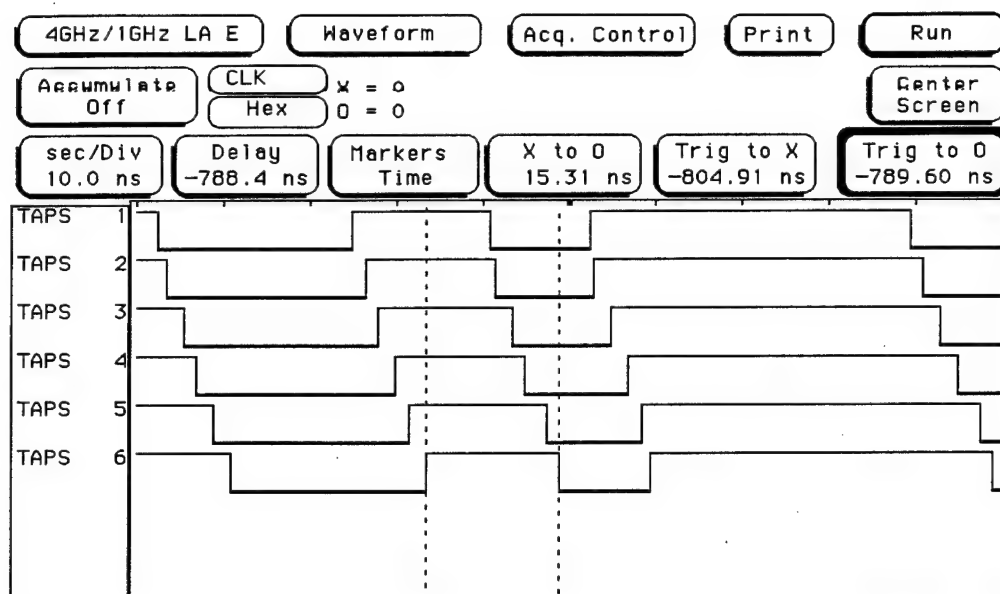 4GHz/1GHz LA E
Waveform
Acq. Control
Print
Run
Accumulate
Off
CLK
Hex
X = 0
O = 0
Center
Screen
sec/Div
10.0 ns
Delay
-788.4 ns
Markers
Time
X to O
15.31 ns
Trig to X
-804.91 ns
Trig to O
-789.60 ns
TAPS 1
TAPS 2
TAPS 3
TAPS 4
TAPS 5
TAPS 6